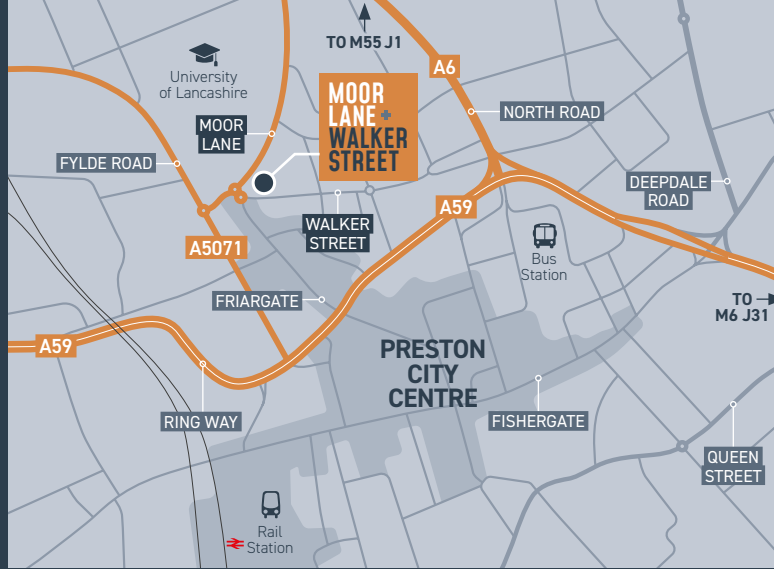 TO M55 J1
A6
University
of Lancashire
MOOR
LANE +
WALKER
STREET
NORTH ROAD
MOOR
LANE
FYLDE ROAD
DEEPDALE
ROAD
A59
WALKER
STREET
A5071
Bus
Station
FRIARGATE
TO
M6 J31
A59
PRESTON
CITY
CENTRE
RING WAY
FISHERGATE
QUEEN
STREET
Rail
Station